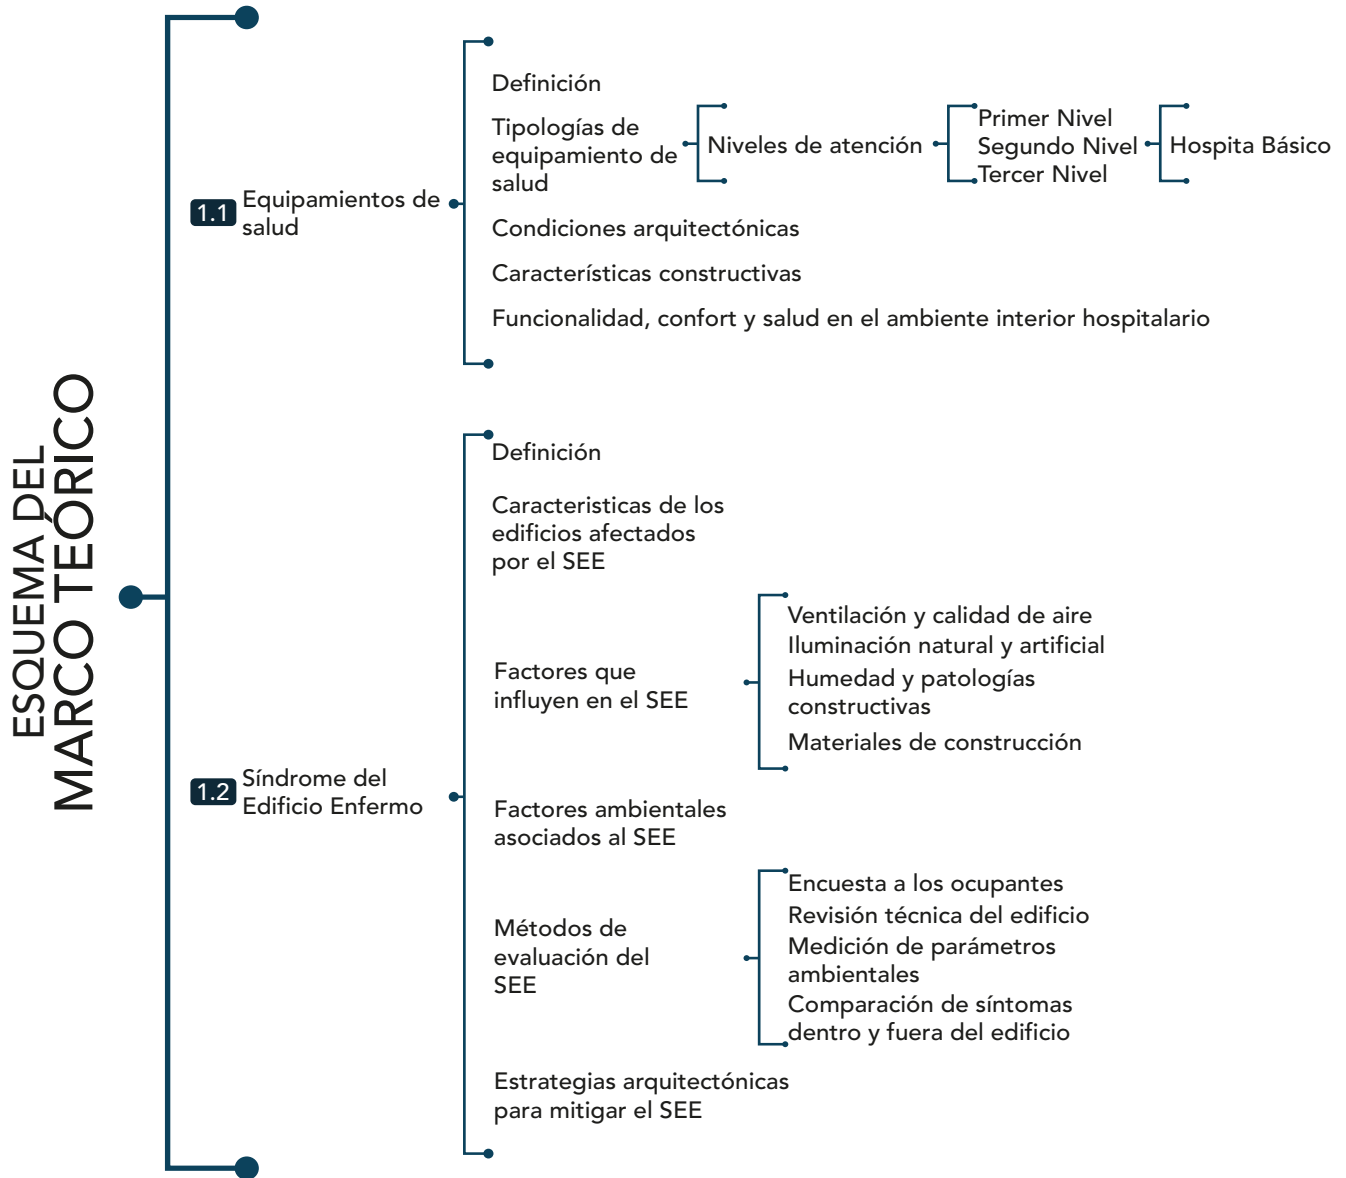 ESQUEMA DEL
MARCO TEÓRICO
1.1
Equipamientos de
salud
Definición
Tipologías de
equipamiento de
salud
Niveles de atención
Primer Nivel
Segundo Nivel
Tercer Nivel
Hospita Básico
Condiciones arquitectónicas
Características constructivas
Funcionalidad, confort y salud en el ambiente interior hospitalario
1.2
Síndrome del
Edificio Enfermo
Definición
Caracteristicas de los
edificios afectados
por el SEE
Factores que
influyen en el SEE
Ventilación y calidad de aire
Iluminación natural y artificial
Humedad y patologías
constructivas
Materiales de construcción
Factores ambientales
asociados al SEE
Métodos de
evaluación del
SEE
Encuesta a los ocupantes
Revisión técnica del edificio
Medición de parámetros
ambientales
Comparación de síntomas
dentro y fuera del edificio
Estrategias arquitectónicas
para mitigar el SEE